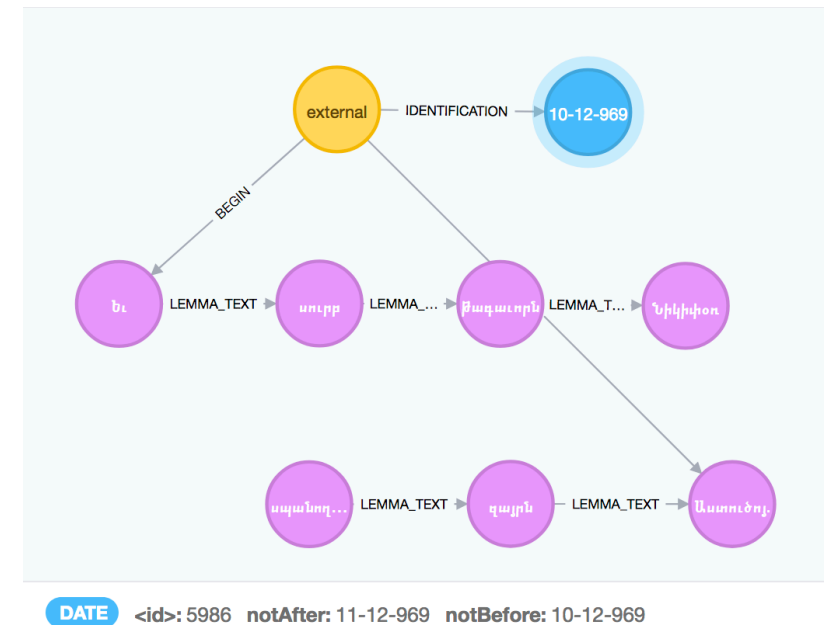 external
IDENTIFICATION
10-12-969
BEGIN
եւ
LEMMA_TEXT
սուրբ
LEMMA_...
թագաւորն
LEMMA_T...
Նիկիփօռ
սպանող...
LEMMA_TEXT
զայրն
LEMMA_TEXT
Աստուծոյ.
DATE <id>: 5986 notAfter: 11-12-969 notBefore: 10-12-969